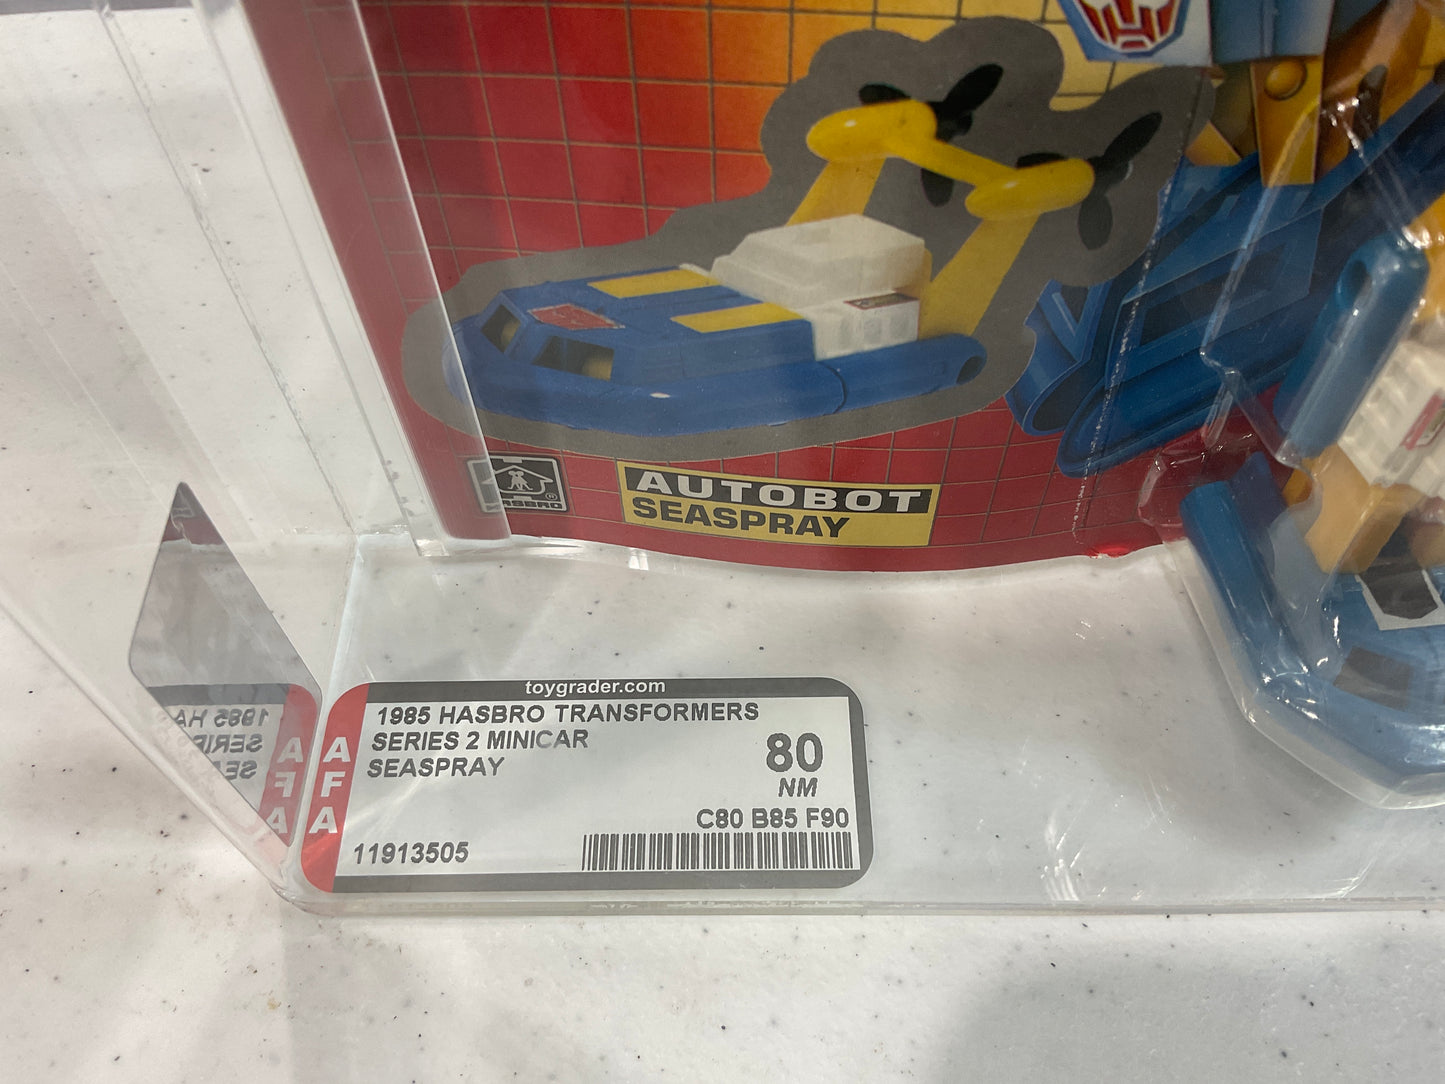 HASBRO
®
AUTOBOT
SEASPRAY
toygrader.com
AFA
1985 HASBRO TRANSFORMERS
SERIES 2 MINICAR
SEASPRAY
80
NM
C80 B85 F90
11913505